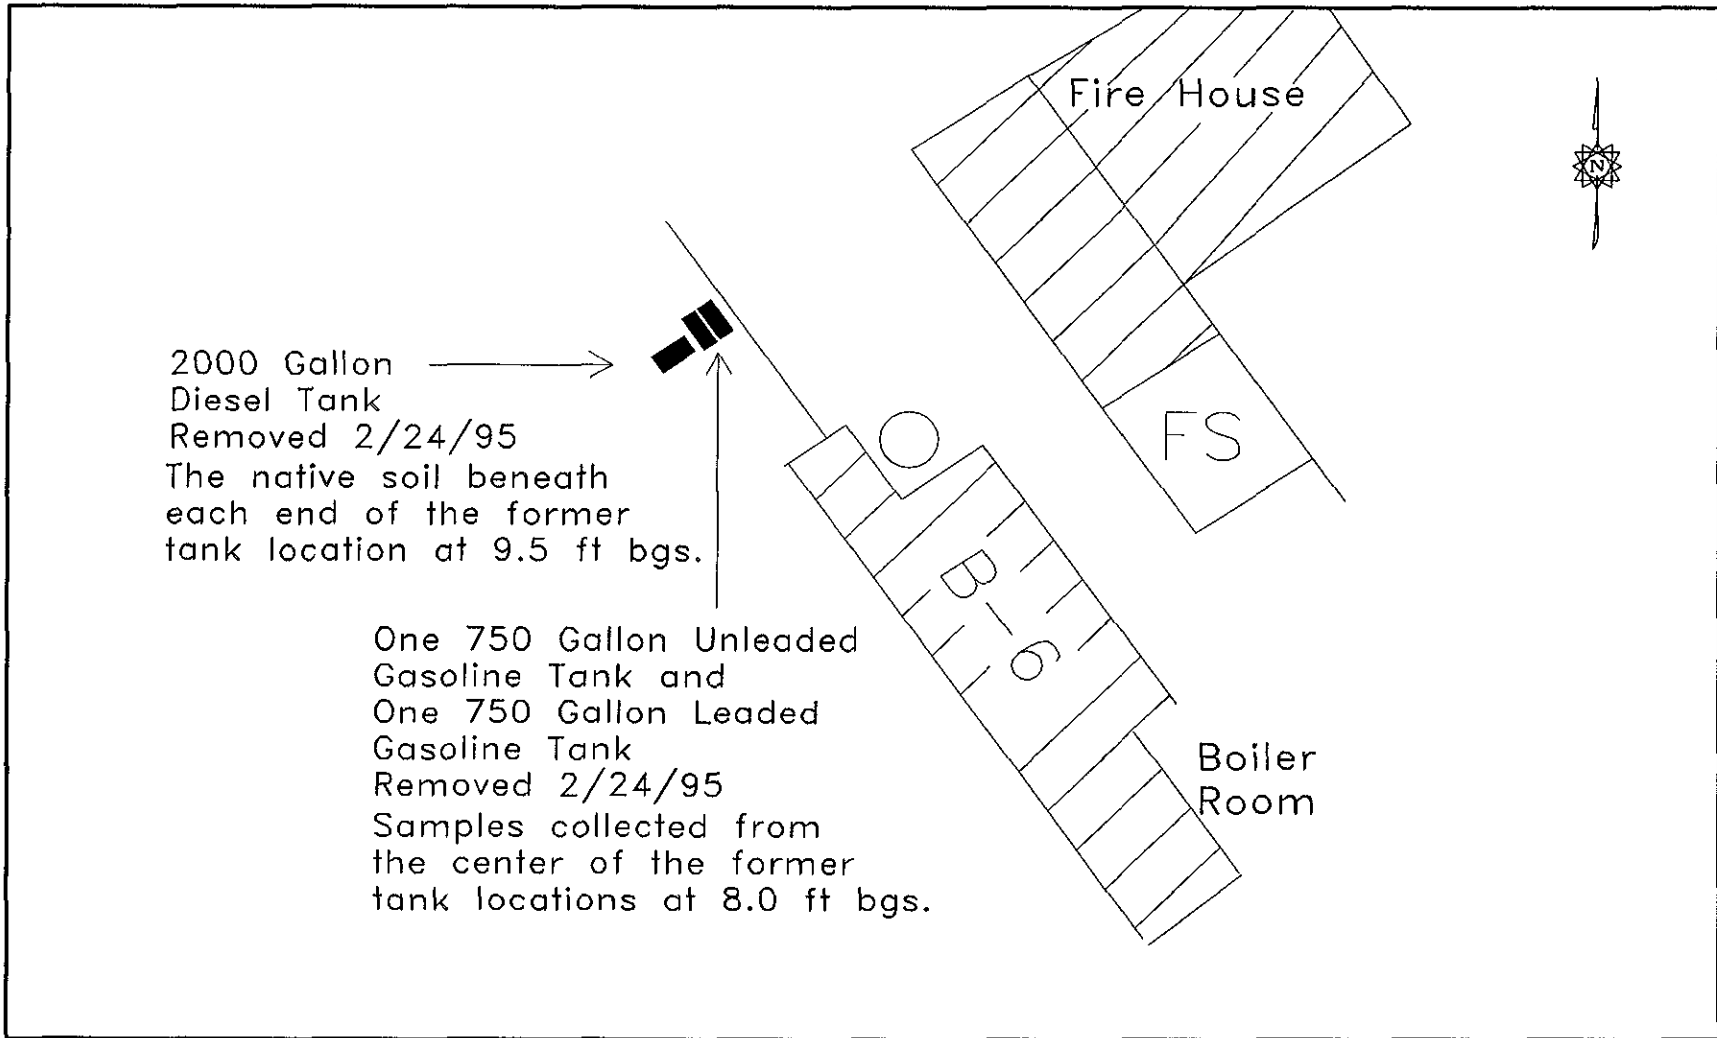 Fire House
N
2000 Gallon
Diesel Tank
Removed 2/24/95
The native soil beneath
each end of the former
tank location at 9.5 ft bgs.
FS
B-6
One 750 Gallon Unleaded
Gasoline Tank and
One 750 Gallon Leaded
Gasoline Tank
Removed 2/24/95
Samples collected from
the center of the former
tank locations at 8.0 ft bgs.
Boiler
Room